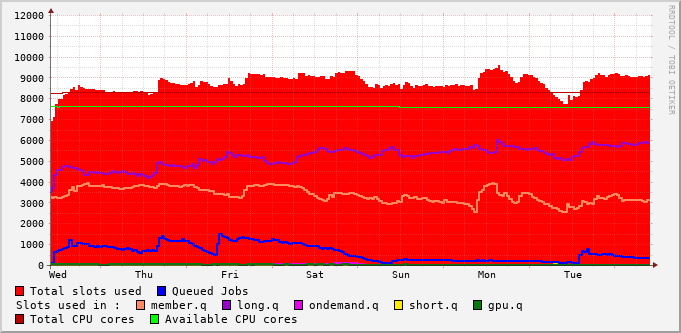 12000
11000
10000
9000
8000
7000
6000
5000
4000
3000
2000
1000
0
Wed Thu Fri Sat Sun Mon Tue
RRDTOOL / TOBI OETIKER
Total slots used Queued Jobs
Slots used in : member.q long.q ondemand.q short.q gpu.q
Total CPU cores Available CPU cores